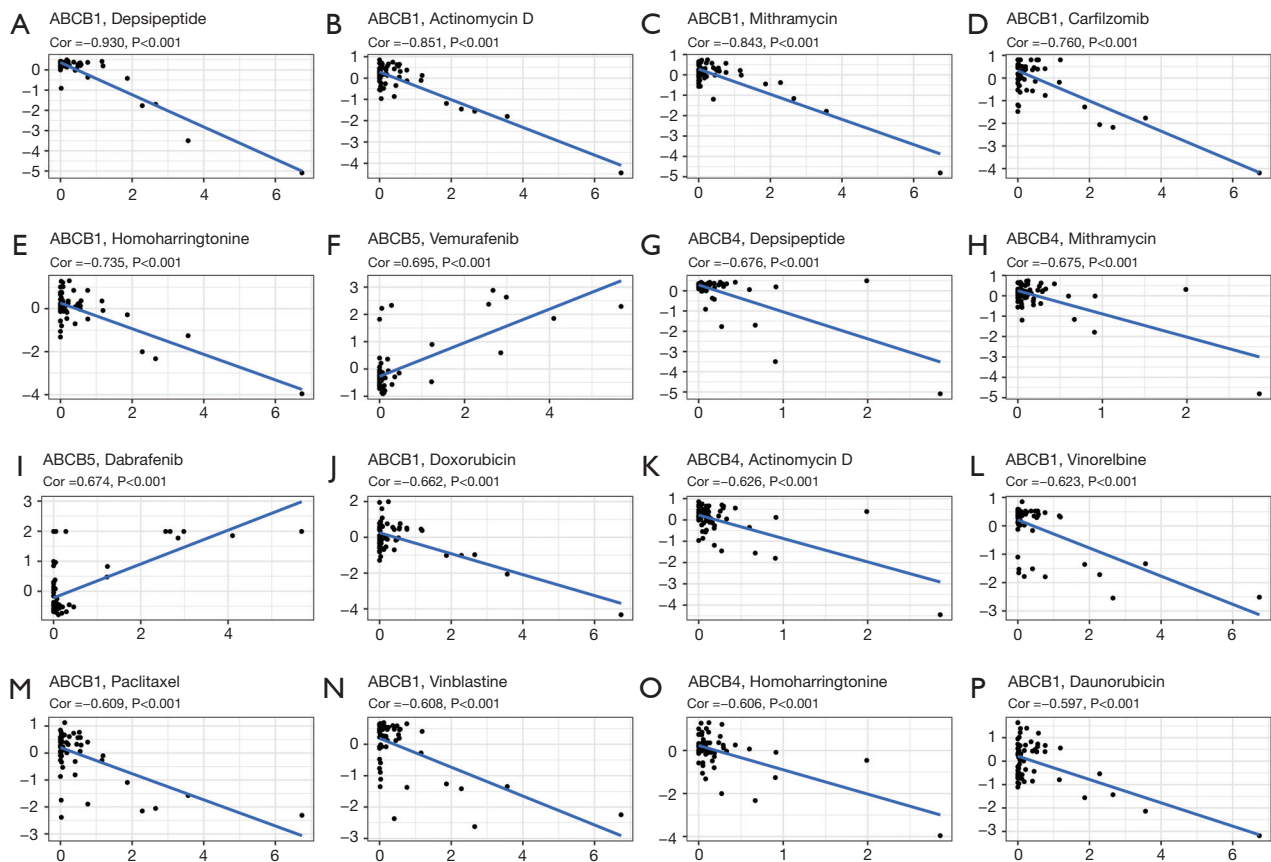 A ABCB1, Depsipeptide
Cor =−0.930, P<0.001
0
−1
−2
−3
−4
−5
0 2 4 6
B ABCB1, Actinomycin D
Cor =−0.851, P<0.001
1
0
−1
−2
−3
−4
0 2 4 6
C ABCB1, Mithramycin
Cor =−0.843, P<0.001
1
0
−1
−2
−3
−4
−5
0 2 4 6
D ABCB1, Carfilzomib
Cor =−0.760, P<0.001
1
0
−1
−2
−3
−4
0 2 4 6
E ABCB1, Homoharringtonine
Cor =−0.735, P<0.001
0
−2
−4
0 2 4 6
F ABCB5, Vemurafenib
Cor =0.695, P<0.001
3
2
1
0
−1
0 2 4
G ABCB4, Depsipeptide
Cor =−0.676, P<0.001
0
−1
−2
−3
−4
−5
0 1 2
H ABCB4, Mithramycin
Cor =−0.675, P<0.001
1
0
−1
−2
−3
−4
−5
0 1 2
I ABCB5, Dabrafenib
Cor =0.674, P<0.001
3
2
1
0
0 2 4
J ABCB1, Doxorubicin
Cor =−0.662, P<0.001
2
0
−2
−4
0 2 4 6
K ABCB4, Actinomycin D
Cor =−0.626, P<0.001
1
0
−1
−2
−3
−4
0 1 2
L ABCB1, Vinorelbine
Cor =−0.623, P<0.001
1
0
−1
−2
−3
0 2 4 6
M ABCB1, Paclitaxel
Cor =−0.609, P<0.001
1
0
−1
−2
−3
0 2 4 6
N ABCB1, Vinblastine
Cor =−0.608, P<0.001
0
−1
−2
−3
0 2 4 6
O ABCB4, Homoharringtonine
Cor =−0.606, P<0.001
0
−2
−4
0 1 2
P ABCB1, Daunorubicin
Cor =−0.597, P<0.001
1
0
−1
−2
−3
0 2 4 6